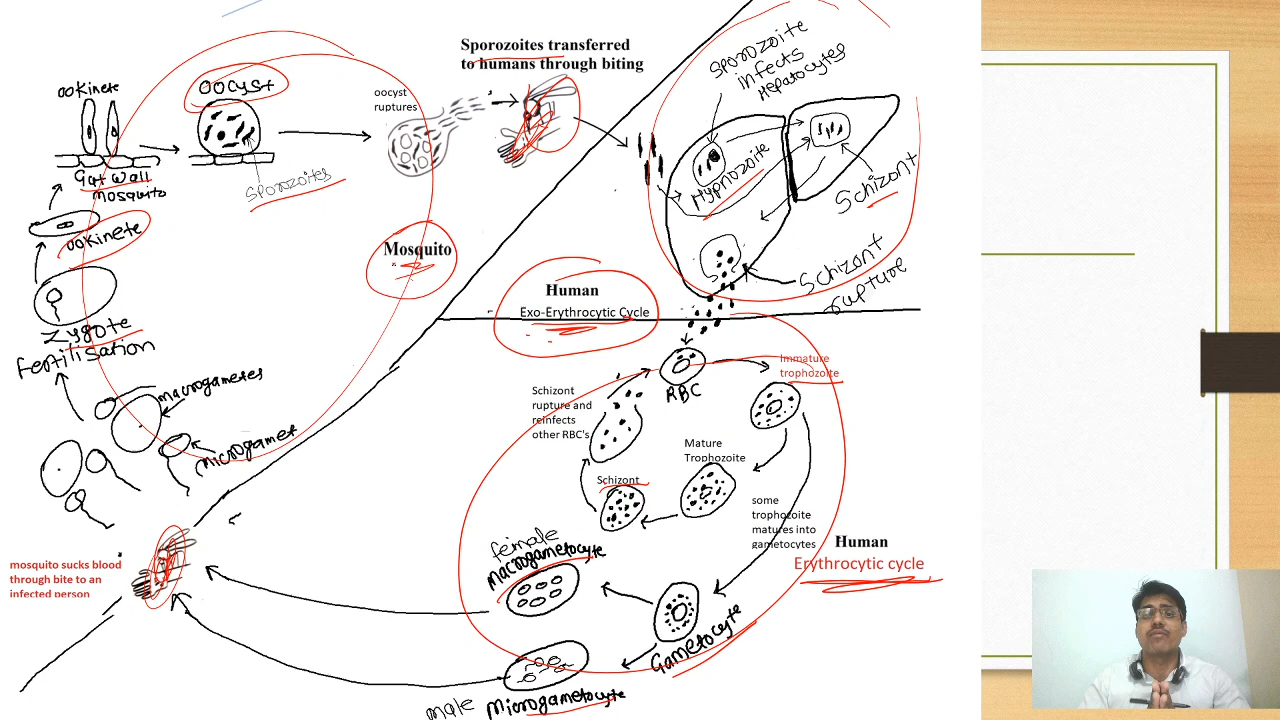 Sporozoites transferred
to humans through biting
ooKinete
OOCyst
oocyst
ruptures
Gut wall
mosquito
SPOROZOITES
ooKinete
Zygote
Fertilisation
macrogametes
microgamet
Mosquito
Human
Exo-Erythrocytic Cycle
SPOROZOITE
infects
Hepatocytes
Hypnozoite
Schizont
Schizont
rupture
RBC
Immature
trophozoite
Schizont
rupture and
reinfects
other RBC's
Mature
Trophozoite
Schizont
some
trophozoite
matures into
gametocytes
Human
Erythrocytic cycle
female
macrogametocyte
Gametocyte
male microgametocyte
mosquito sucks blood
through bite to an
infected person